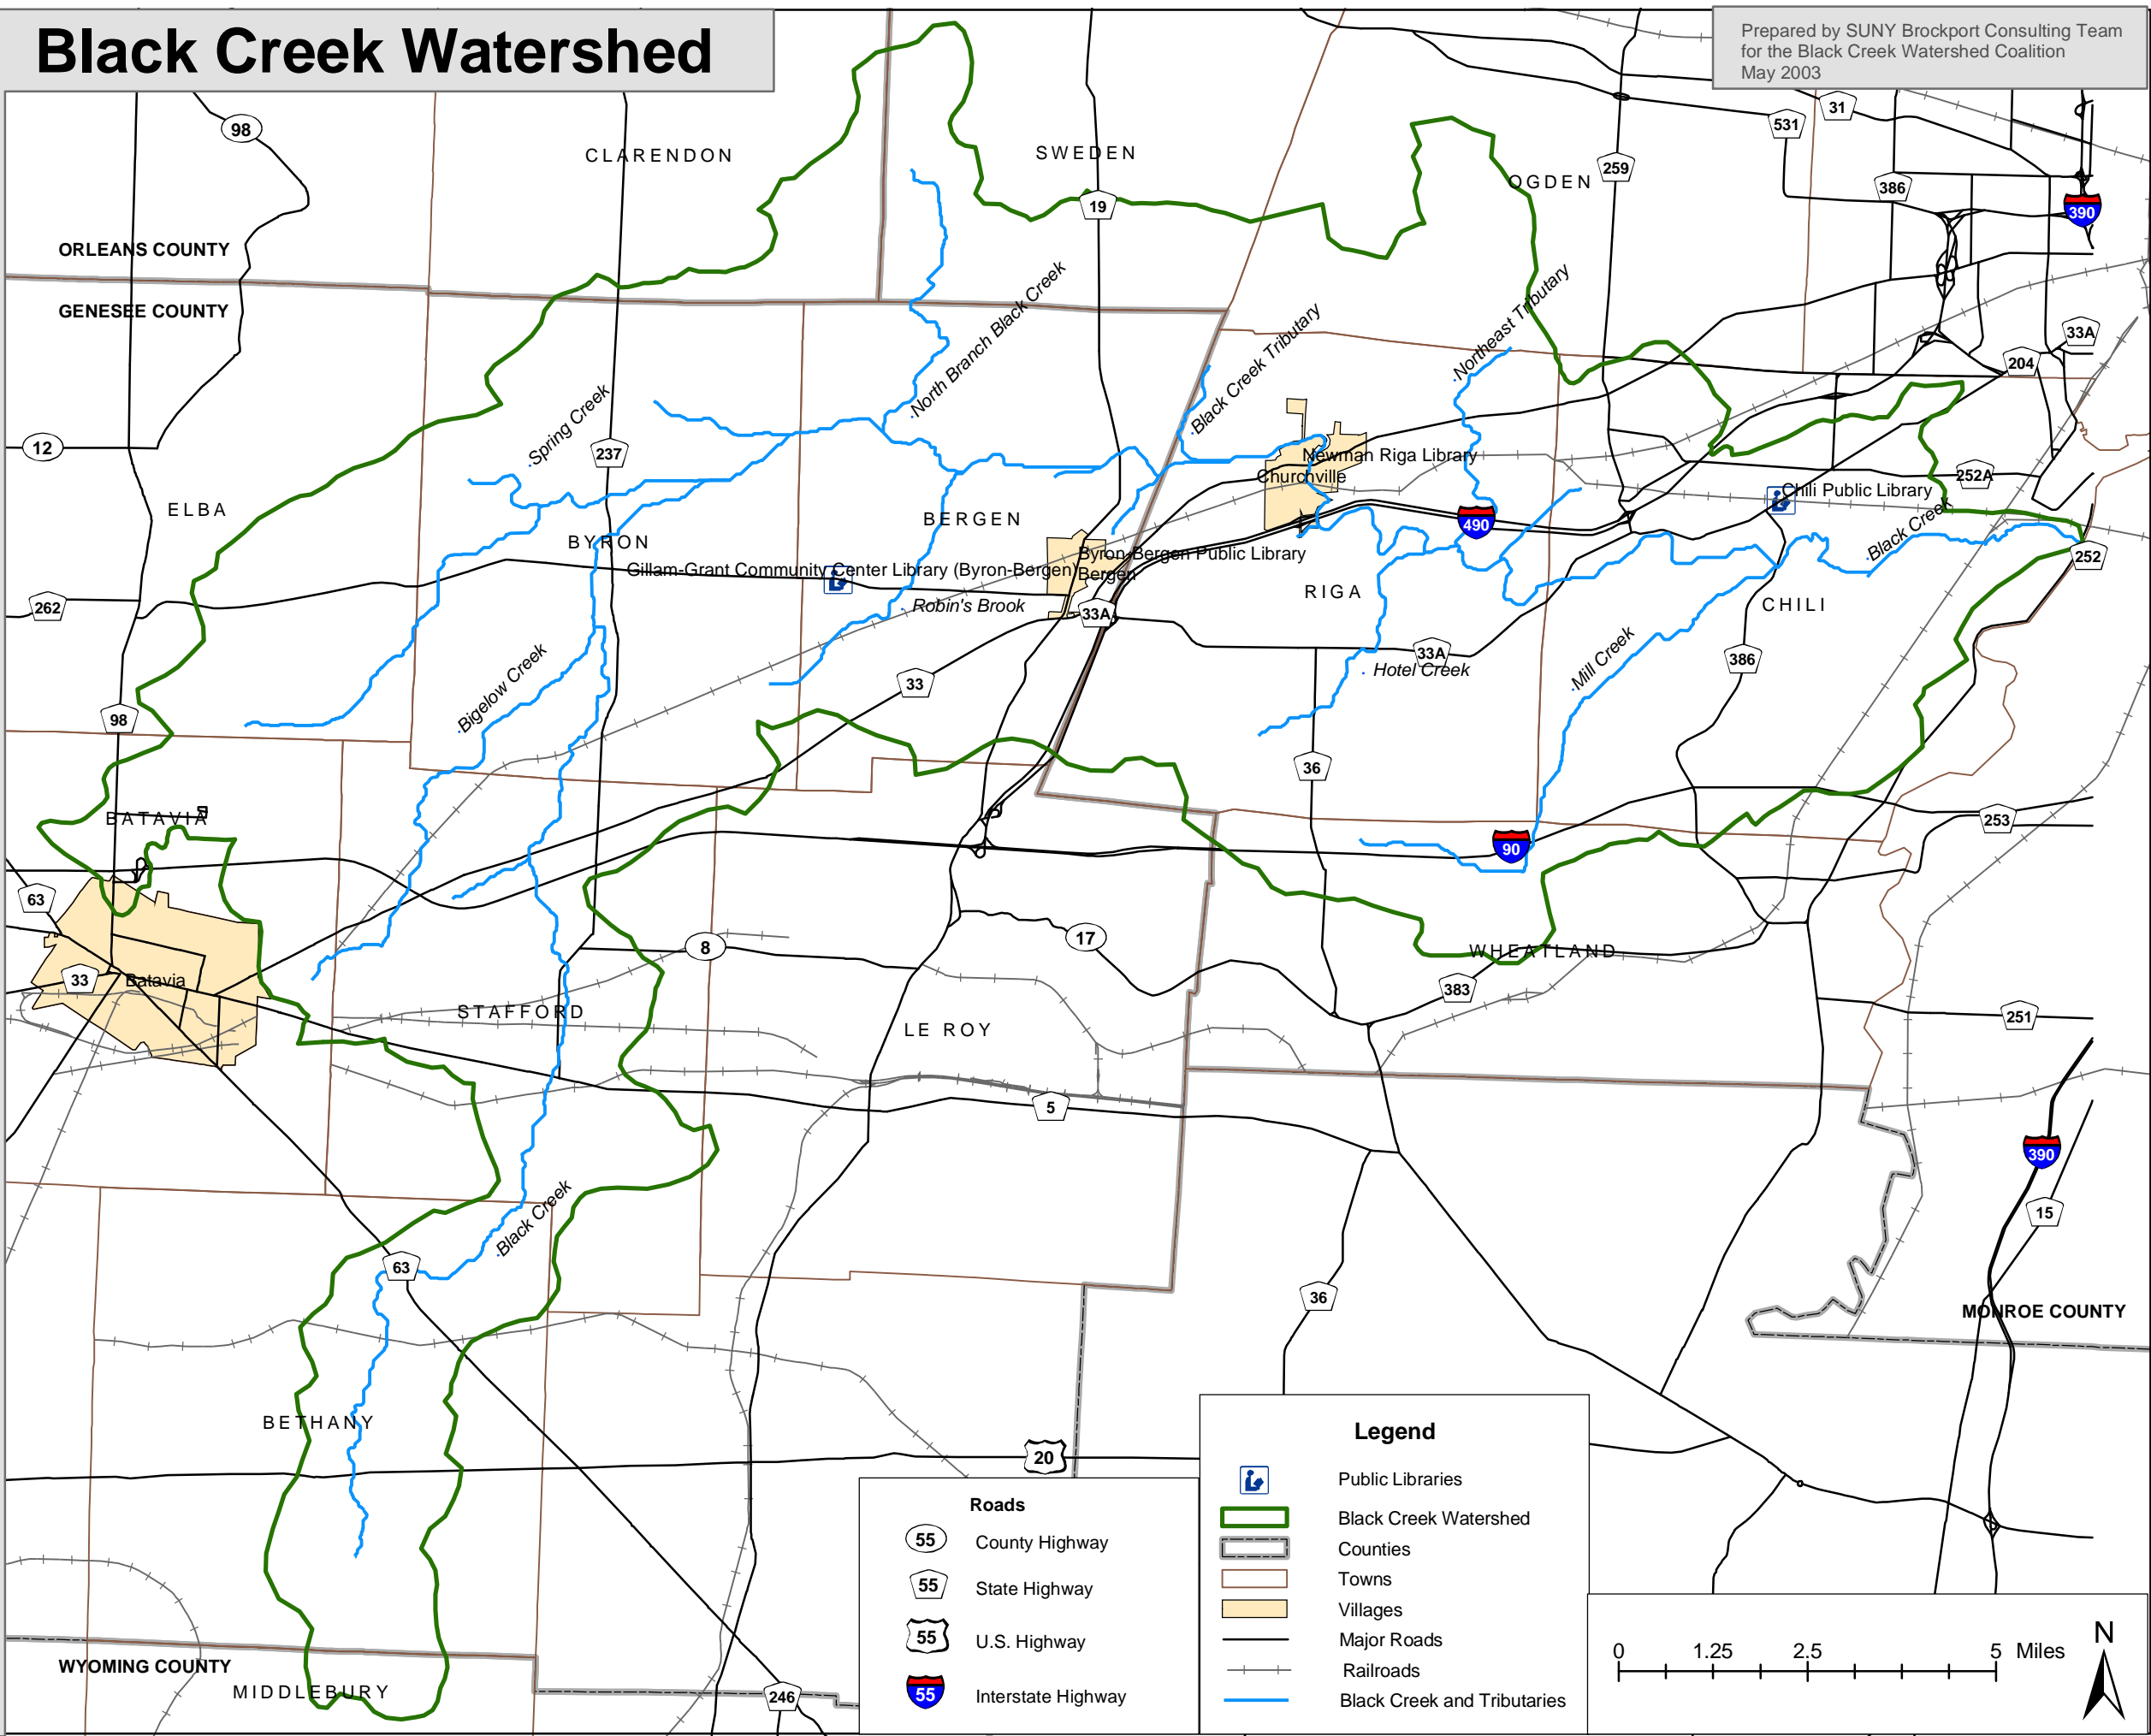 Black Creek Watershed
Prepared by SUNY Brockport Consulting Team
for the Black Creek Watershed Coalition
May 2003
98
CLARENDON
SWEDEN
OGDEN
259
531
31
386
390
19
ORLEANS COUNTY
GENESEE COUNTY
North Branch Black Creek
Black Creek Tributary
Northeast Tributary
33A
204
Spring Creek
12
237
Newman Riga Library
Churchville
252A
Chili Public Library
ELBA
BERGEN
490
Black Creek
BYRON
Byron-Bergen Public Library
252
Gillam-Grant Community Center Library (Byron-Bergen)
Bergen
262
Robin's Brook
RIGA
CHILI
33A
33A
Hotel Creek
Mill Creek
386
Bigelow Creek
33
98
36
BATAVIA
253
90
63
8
17
WHEATLAND
33
Batavia
383
STAFFORD
LE ROY
251
5
390
Black Creek
15
63
36
MONROE COUNTY
BETHANY
20
Legend
Public Libraries
Black Creek Watershed
Counties
Towns
Villages
Major Roads
Railroads
Black Creek and Tributaries
Roads
55 County Highway
55 State Highway
55 U.S. Highway
55 Interstate Highway
0 1.25 2.5 5 Miles
N
WYOMING COUNTY
MIDDLEBURY
246